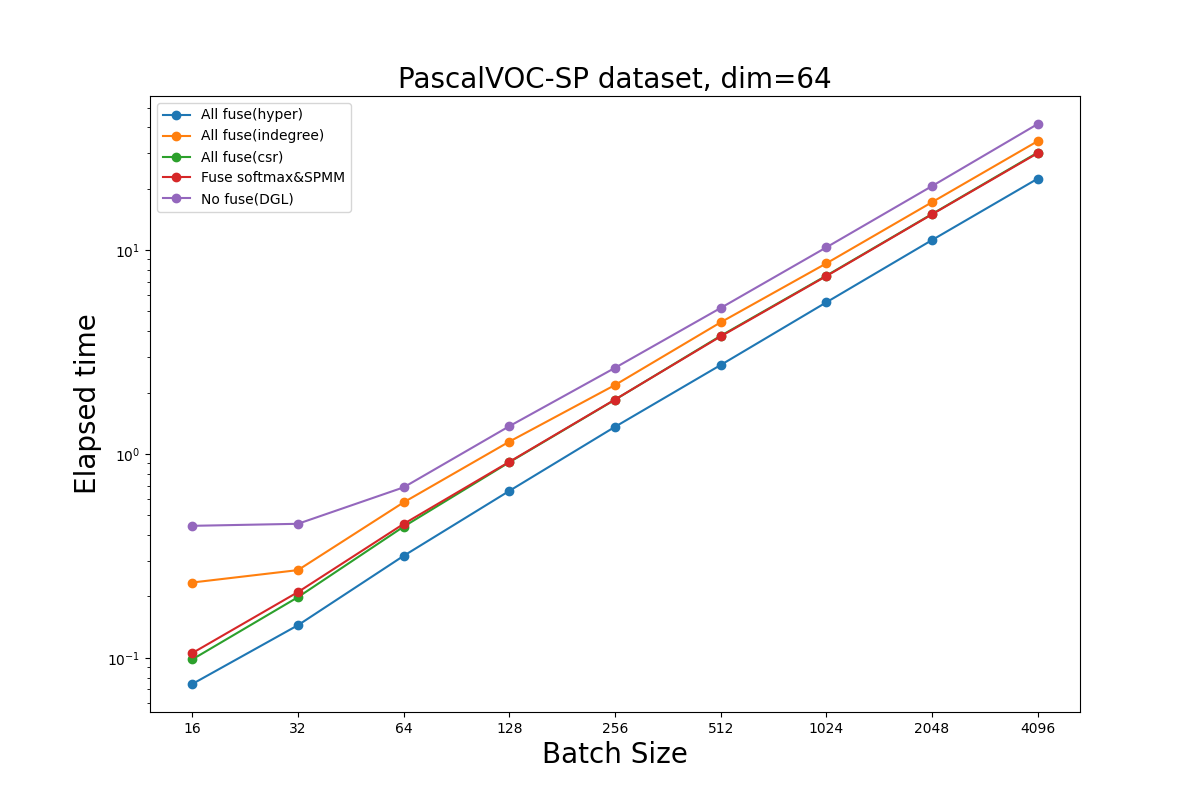 PascalVOC-SP dataset, dim=64
All fuse(hyper)
All fuse(indegree)
All fuse(csr)
Fuse softmax&SPMM
No fuse(DGL)
Elapsed time
10¹
10⁰
10⁻¹
16 32 64 128 256 512 1024 2048 4096
Batch Size